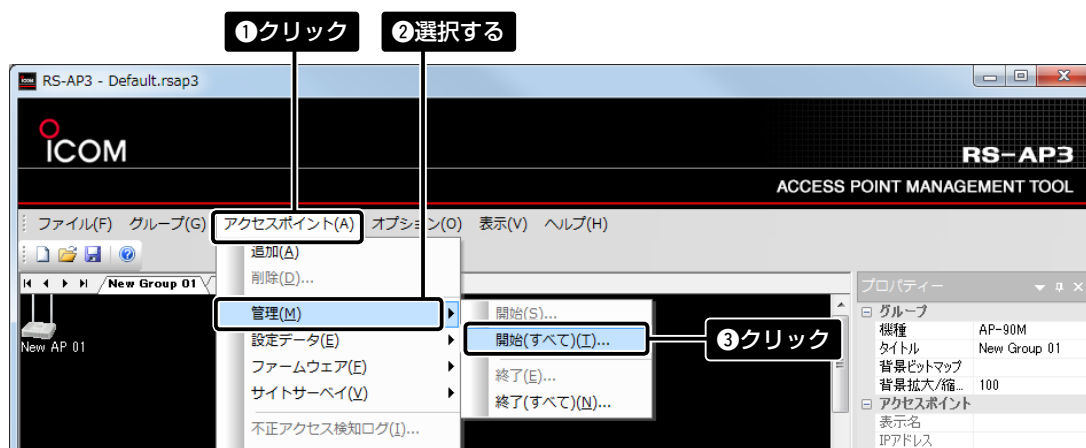 ❶クリック
❷選択する
RS-AP3 - Default.rsap3
ICOM
RS-AP3
ACCESS POINT MANAGEMENT TOOL
ファイル(F) グループ(G) アクセスポイント(A) オプション(O) 表示(V) ヘルプ(H)
追加(A)
削除(D)...
管理(M)
設定データ(E)
ファームウェア(F)
サイトサーベイ(V)
不正アクセス検知ログ(I)...
開始(S)...
開始(すべて)(T)...
終了(E)...
終了(すべて)(N)...
❸クリック
New Group 01
New AP 01
プロパティー
グループ
機種 AP-90M
タイトル New Group 01
背景ビットマップ
背景拡大/縮... 100
アクセスポイント
表示名
IPアドレス